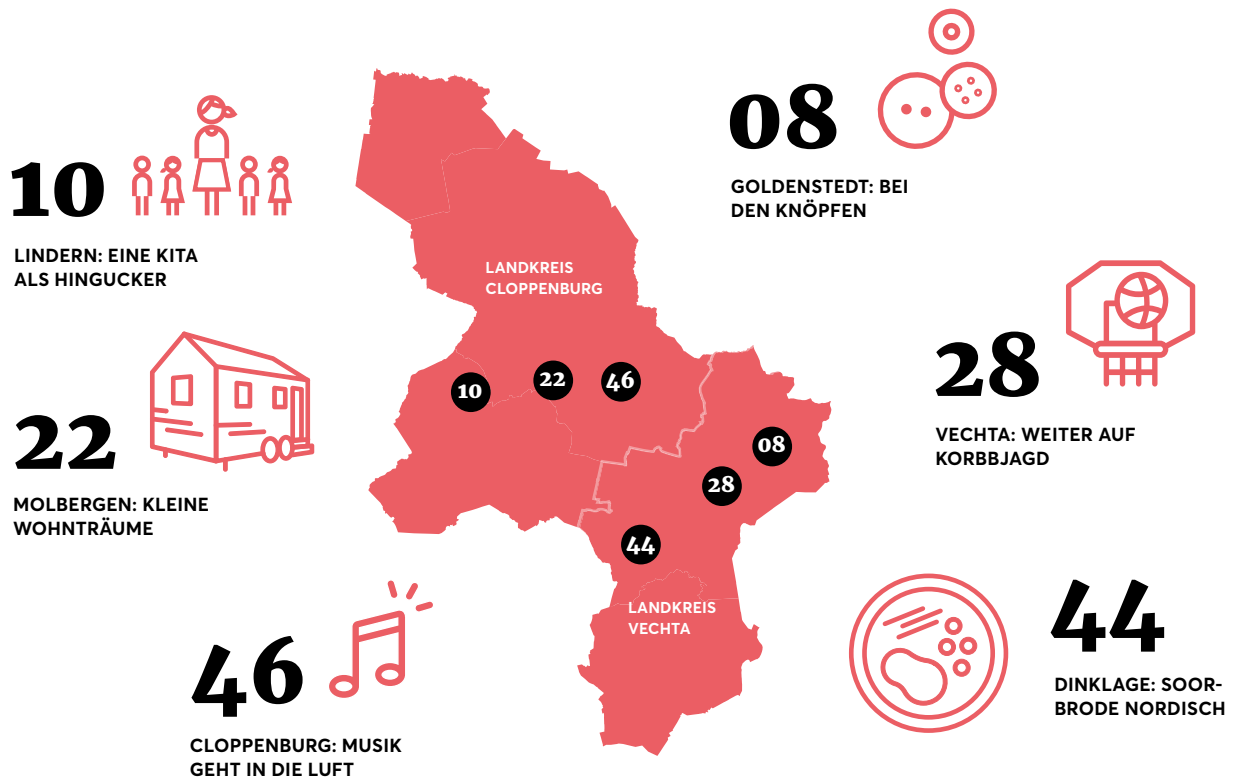 08
GOLDENSTEDT: BEI
DEN KNÖPFEN
10
LINDERN: EINE KITA
ALS HINGUCKER
LANDKREIS
CLOPPENBURG
28
VECHTA: WEITER AUF
KORBBJAGD
22
MOLBERGEN: KLEINE
WOHNTRÄUME
10
22
46
08
28
44
LANDKREIS
VECHTA
44
DINKLAGE: SOOR-
BRODE NORDISCH
46
CLOPPENBURG: MUSIK
GEHT IN DIE LUFT